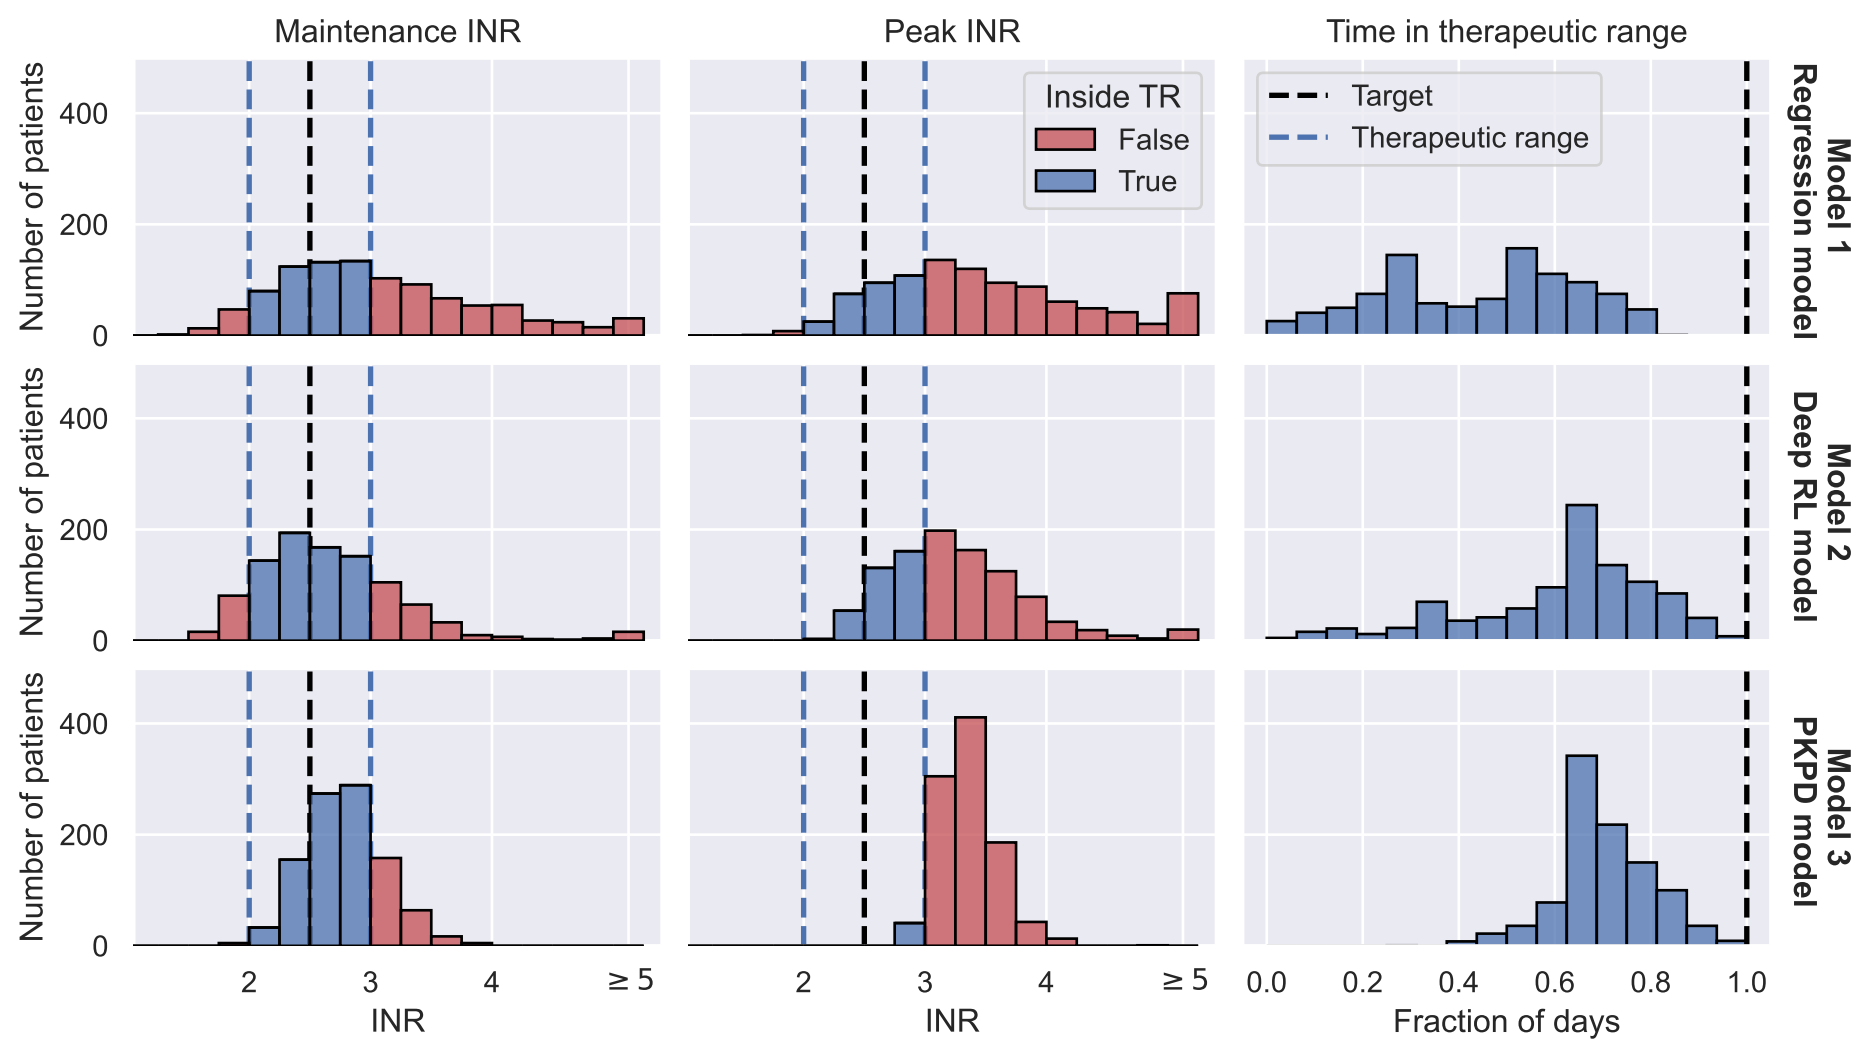 Maintenance INR
Peak INR
Time in therapeutic range
Number of patients
400
200
0
Inside TR
False
True
Target
Therapeutic range
Model 1
Regression model
Number of patients
400
200
0
Model 2
Deep RL model
Number of patients
400
200
0
Model 3
PKPD model
2 3 4 ≥ 5
2 3 4 ≥ 5
0.0 0.2 0.4 0.6 0.8 1.0
INR
INR
Fraction of days